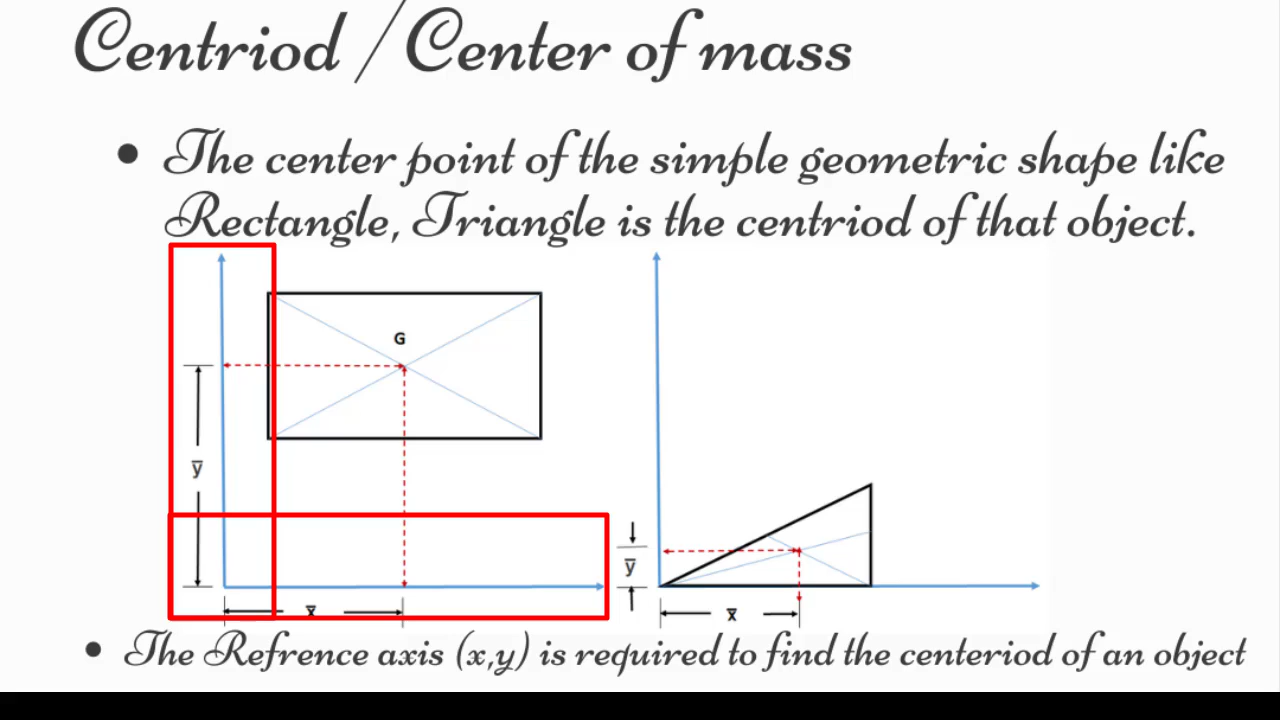 Centriod / Center of mass
• The center point of the simple geometric shape like
Rectangle, Triangle is the centriod of that object.
G
y̅
x̅
y̅
x̅
• The Refrence axis (x,y) is required to find the centeriod of an object